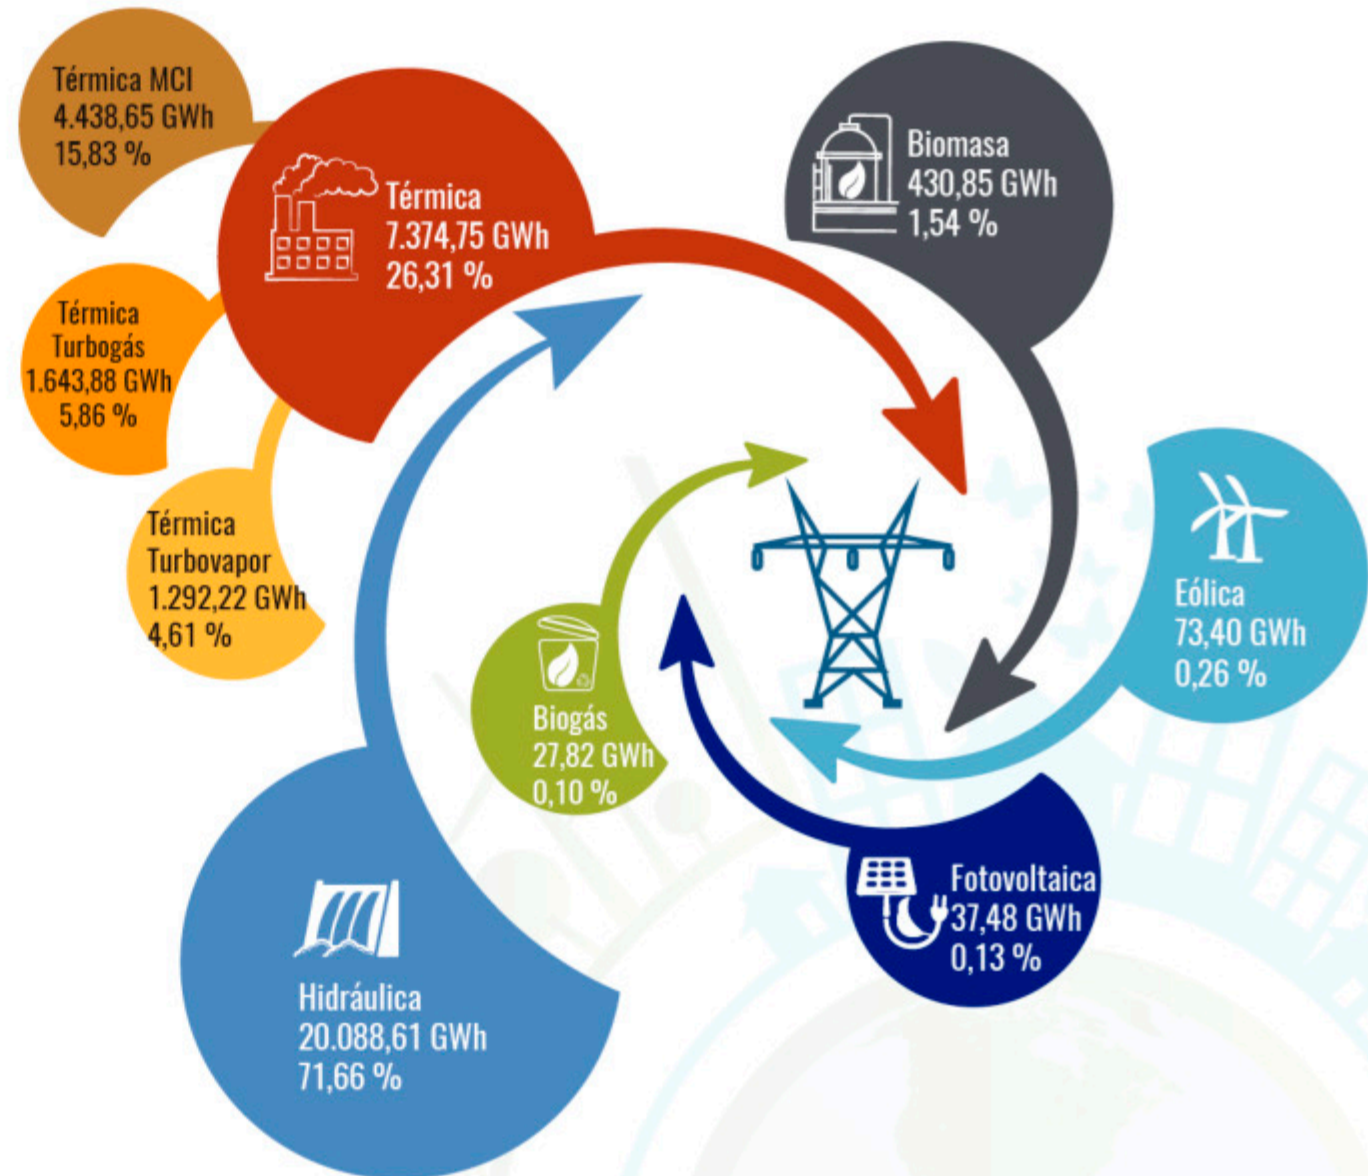 Térmica MCI
4.438,65 GWh
15,83 %
Térmica
7.374,75 GWh
26,31 %
Biomasa
430,85 GWh
1,54 %
Térmica
Turbogás
1.643,88 GWh
5,86 %
Térmica
Turbovapor
1.292,22 GWh
4,61 %
Eólica
73,40 GWh
0,26 %
Biogás
27,82 GWh
0,10 %
Fotovoltaica
37,48 GWh
0,13 %
Hidráulica
20.088,61 GWh
71,66 %